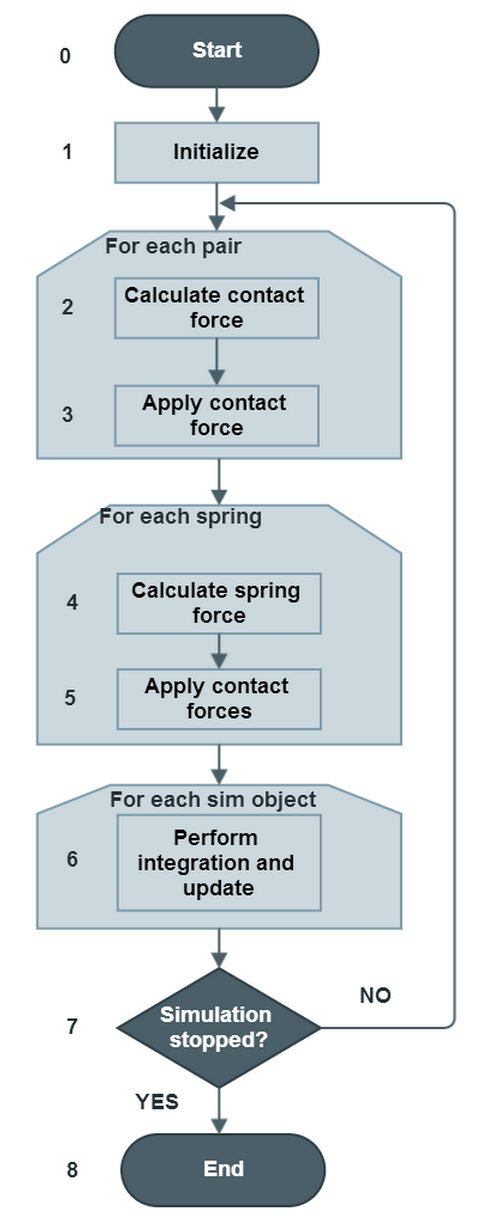 0
Start
1
Initialize
For each pair
2
Calculate contact
force
3
Apply contact
force
For each spring
4
Calculate spring
force
5
Apply contact
forces
For each sim object
6
Perform
integration and
update
7
Simulation
stopped?
NO
YES
8
End